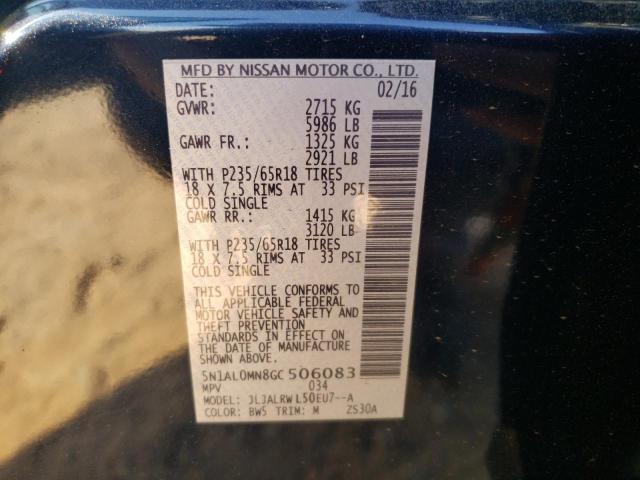 MFD BY NISSAN MOTOR CO., LTD.
DATE: 02/16
GVWR: 2715 KG
5986 LB
GAWR FR.: 1325 KG
2921 LB
WITH P235/65R18 TIRES
18 X 7.5 RIMS AT 33 PSI
COLD SINGLE
GAWR RR.: 1415 KG
3120 LB
WITH P235/65R18 TIRES
18 X 7.5 RIMS AT 33 PSI
COLD SINGLE
THIS VEHICLE CONFORMS TO
ALL APPLICABLE FEDERAL
MOTOR VEHICLE SAFETY AND
THEFT PREVENTION
STANDARDS IN EFFECT ON
THE DATE OF MANUFACTURE
SHOWN ABOVE.
5N1AL0MN8GC506083
MPV 034
MODEL: JLJALRWL50EU7--A
COLOR: BW5 TRIM: M ZS30A